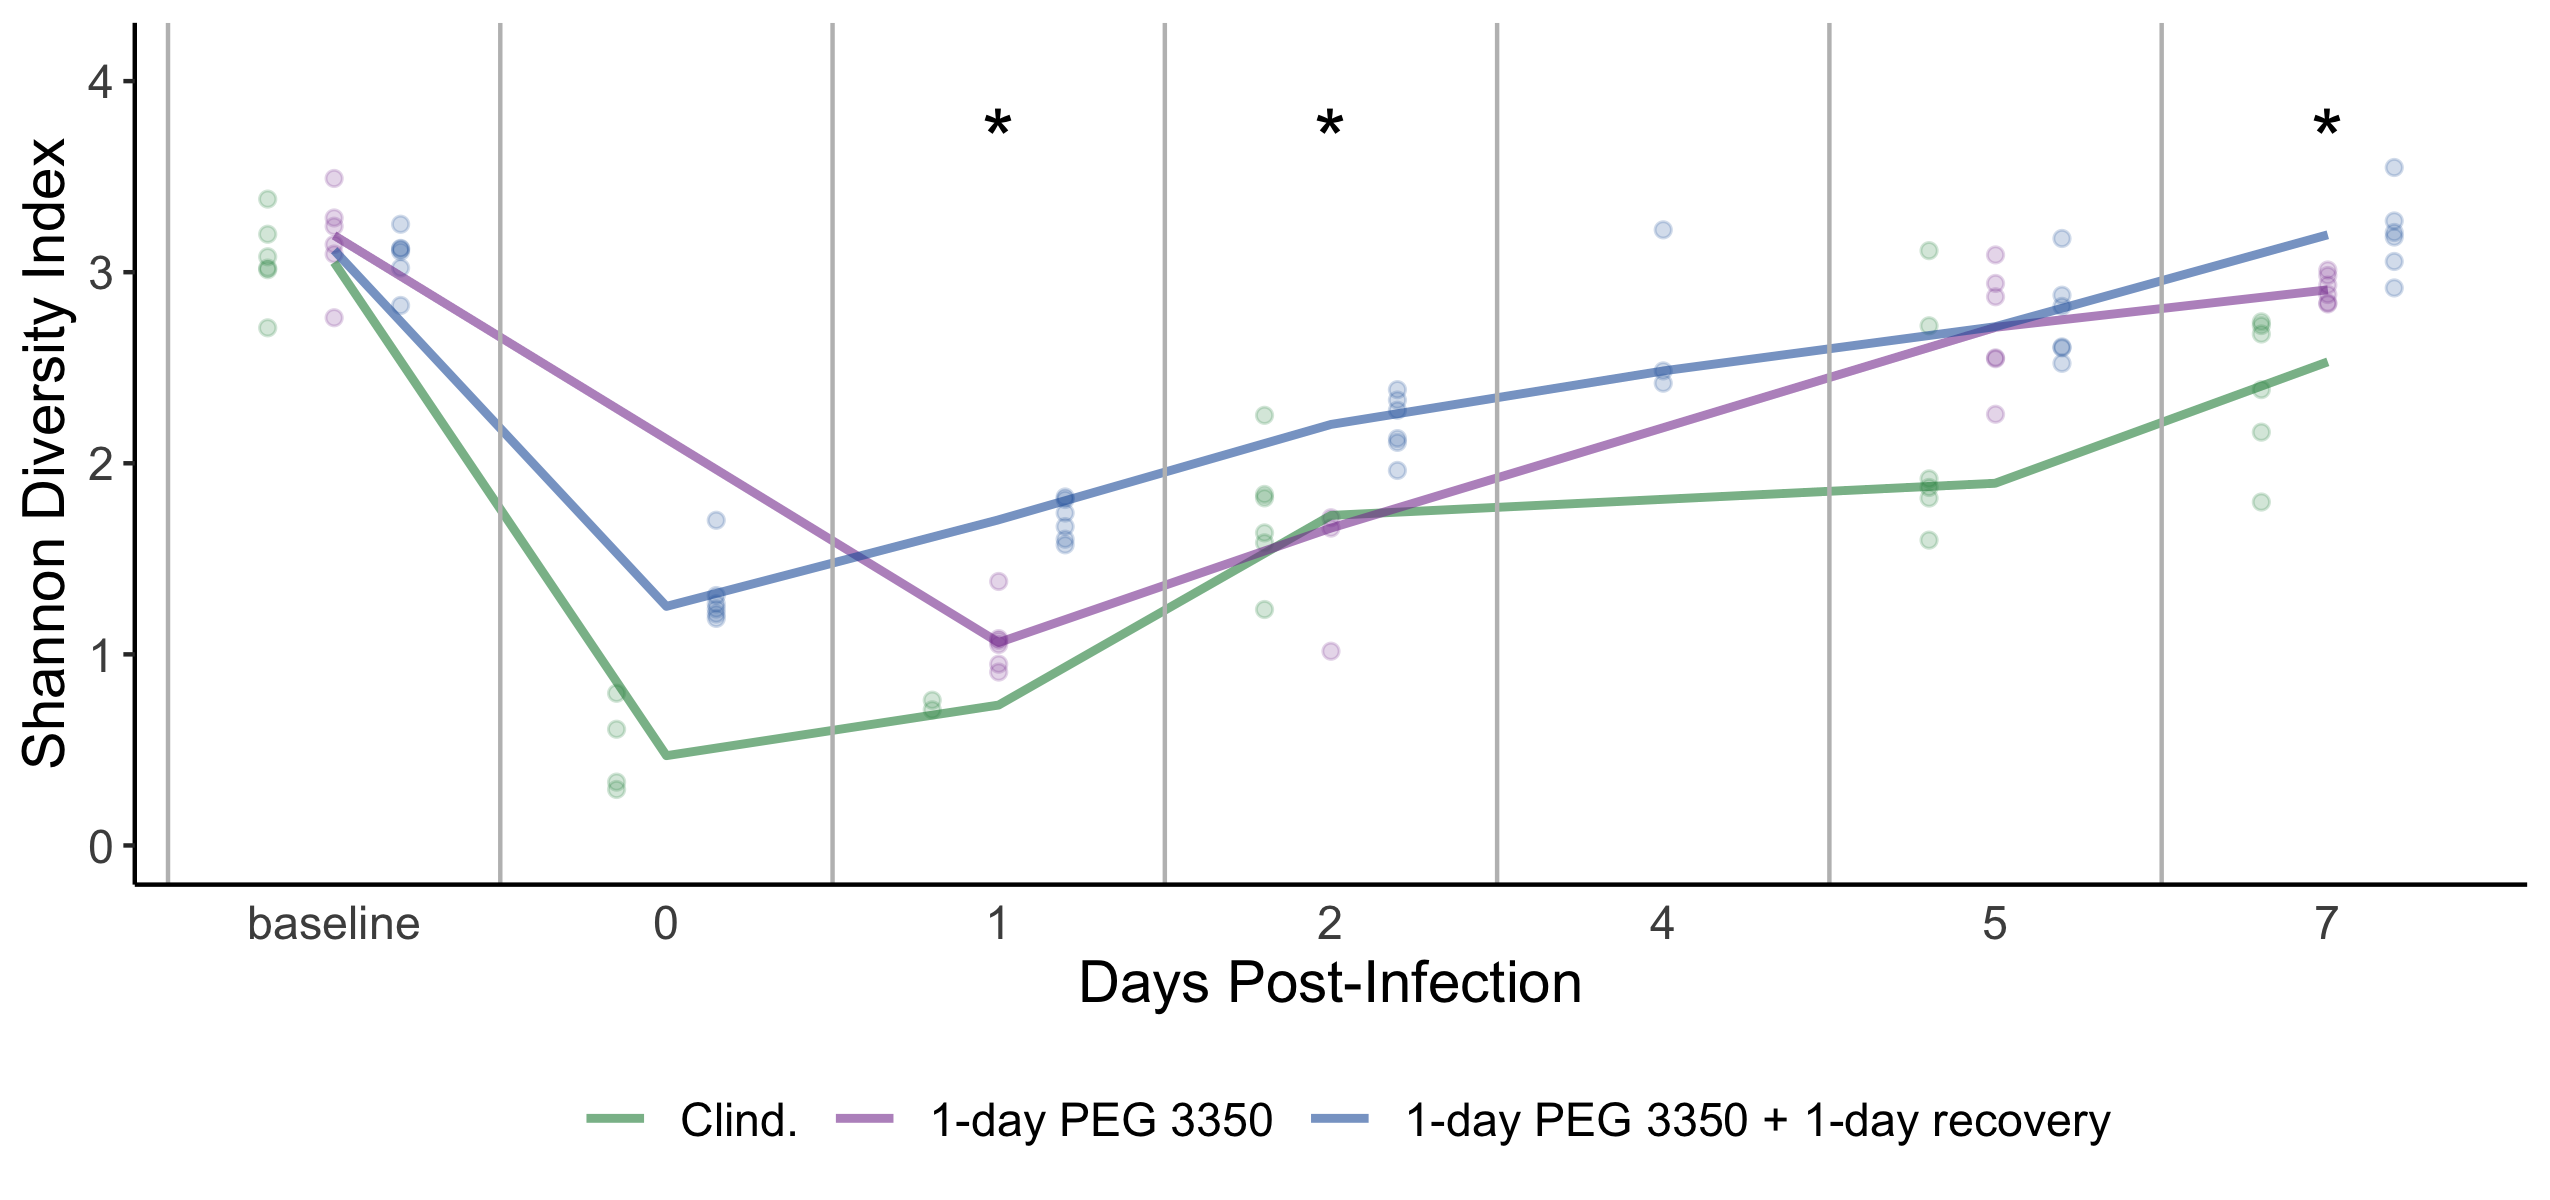 Shannon Diversity Index
4
3
2
1
0
* * *
baseline 0 1 2 4 5 7
Days Post-Infection
Clind. 1-day PEG 3350 1-day PEG 3350 + 1-day recovery